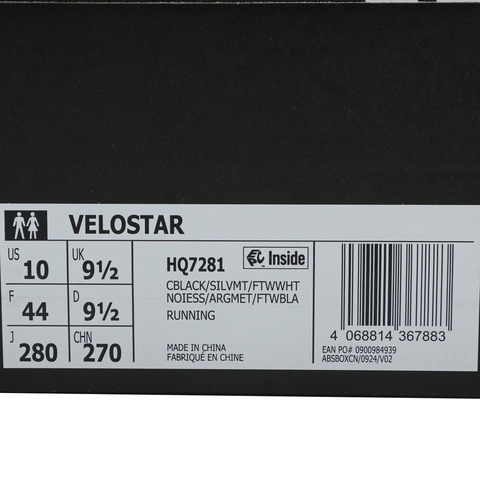 VELOSTAR
US 10 UK 9½
F 44 D 9½
J 280 CHN 270
HQ7281 Inside
CBLACK/SILVMT/FTWWHT
NOIESS/ARGMET/FTWBLA
RUNNING
MADE IN CHINA
FABRIQUÉ EN CHINE
4 068814 367883
EAN PO# 0900984939
ABSBOXCN/0924/V02